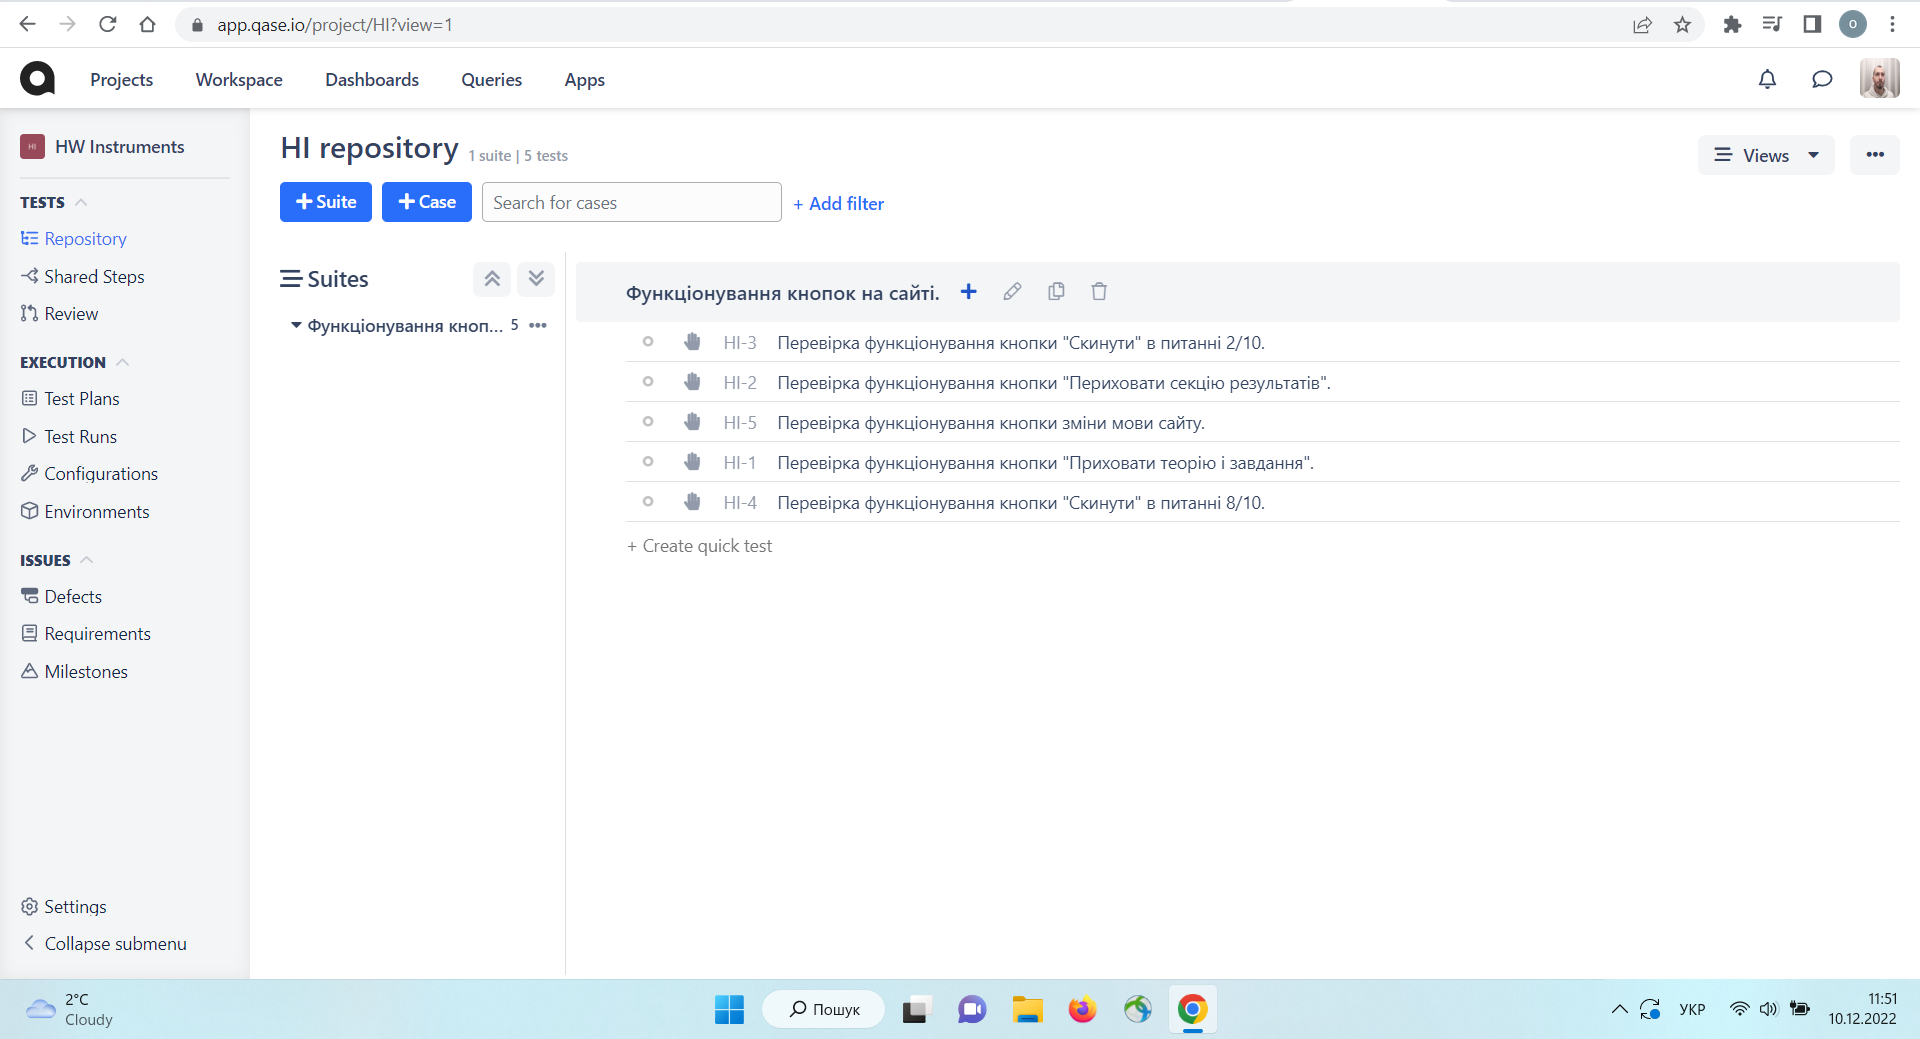 app.qase.io/project/HI?view=1
O
Projects
Workspace
Dashboards
Queries
Apps
HI
HW Instruments
TESTS
Repository
Shared Steps
Review
EXECUTION
Test Plans
Test Runs
Configurations
Environments
ISSUES
Defects
Requirements
Milestones
Settings
Collapse submenu
HI repository 1 suite | 5 tests
Views
+ Suite
+ Case
Search for cases
+ Add filter
Suites
Функціонування кноп... 5
Функціонування кнопок на сайті.
HI-3 Перевірка функціонування кнопки "Скинути" в питанні 2/10.
HI-2 Перевірка функціонування кнопки "Периховати секцію результатів".
HI-5 Перевірка функціонування кнопки зміни мови сайту.
HI-1 Перевірка функціонування кнопки "Приховати теорію і завдання".
HI-4 Перевірка функціонування кнопки "Скинути" в питанні 8/10.
+ Create quick test
2°C
Cloudy
Пошук
УКР
11:51
10.12.2022